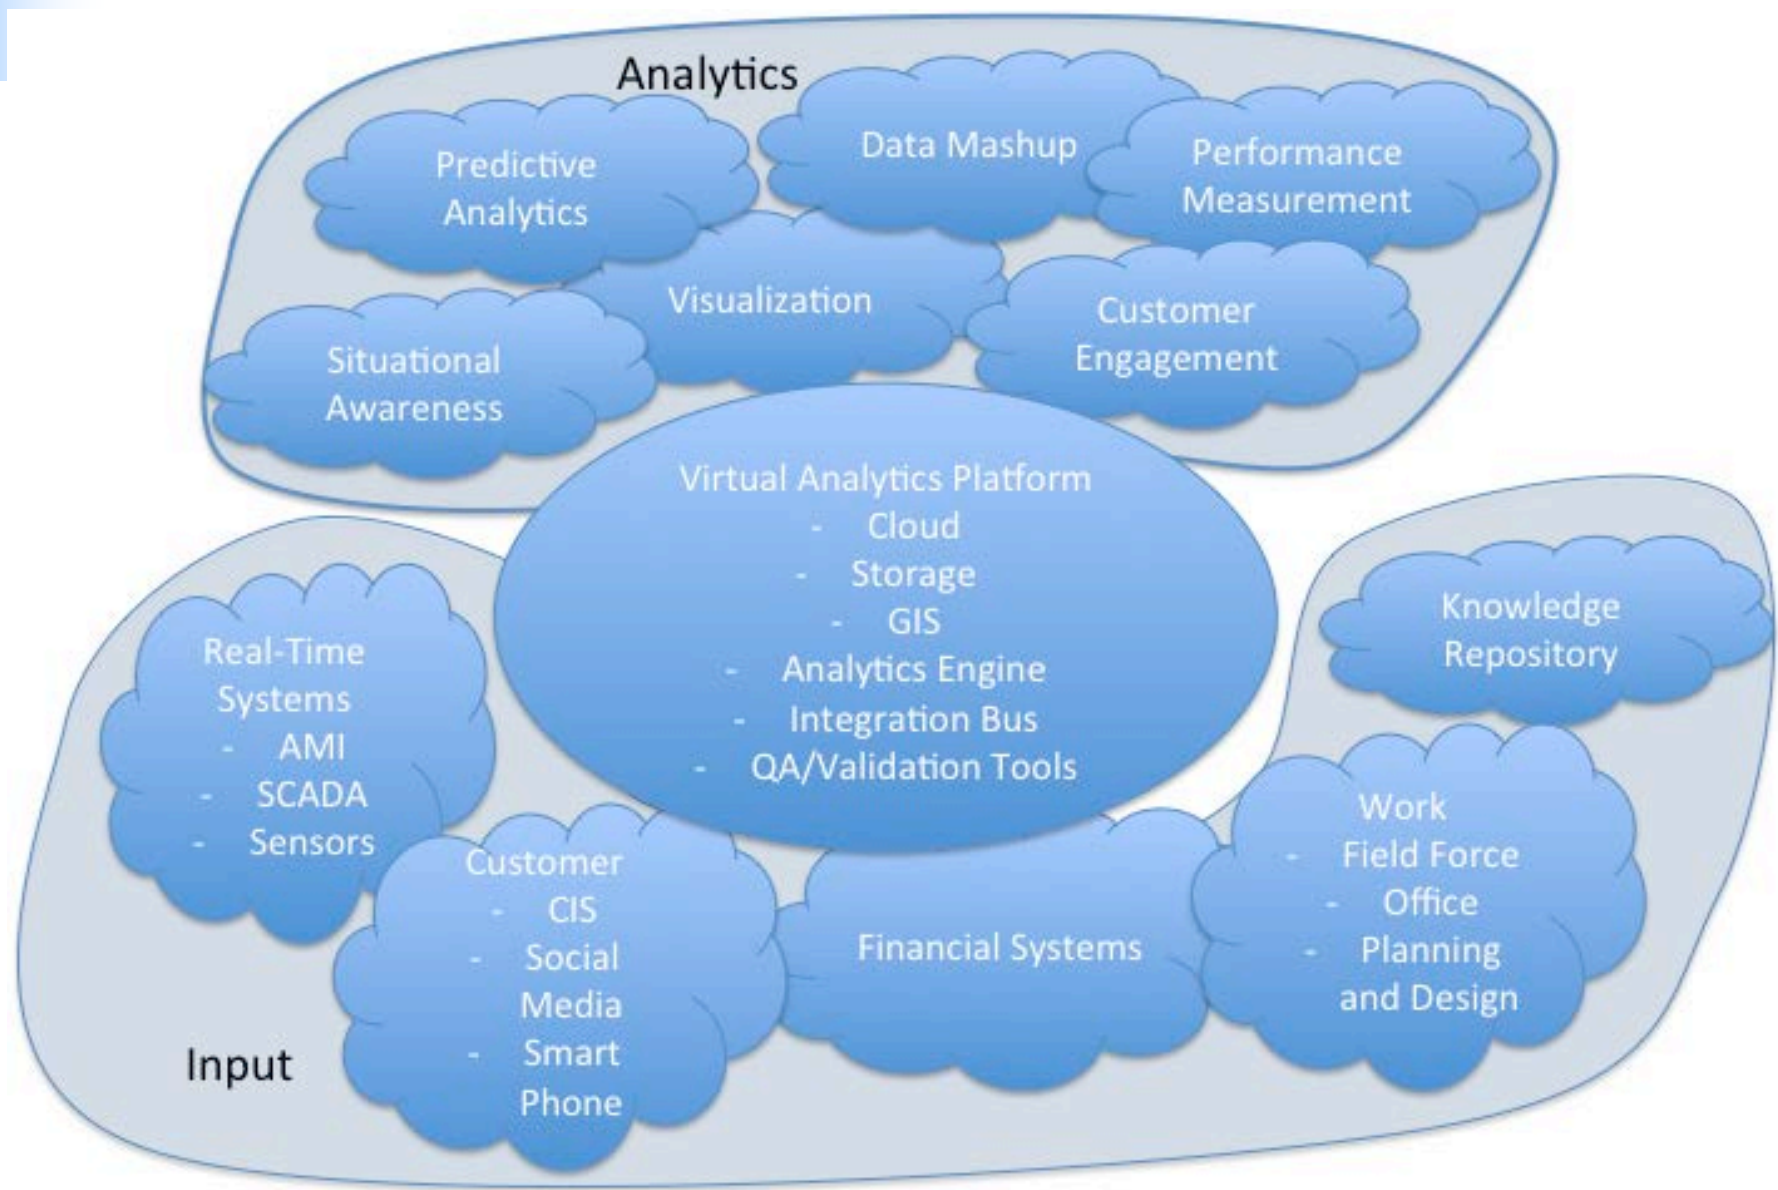 Analytics
Predictive
Analytics
Data Mashup
Performance
Measurement
Visualization
Customer
Engagement
Situational
Awareness
Virtual Analytics Platform
- Cloud
- Storage
- GIS
- Analytics Engine
- Integration Bus
- QA/Validation Tools
Real-Time
Systems
- AMI
- SCADA
- Sensors
Customer
- CIS
- Social
Media
- Smart
Phone
Financial Systems
Work
- Field Force
- Office
- Planning
and Design
Knowledge
Repository
Input